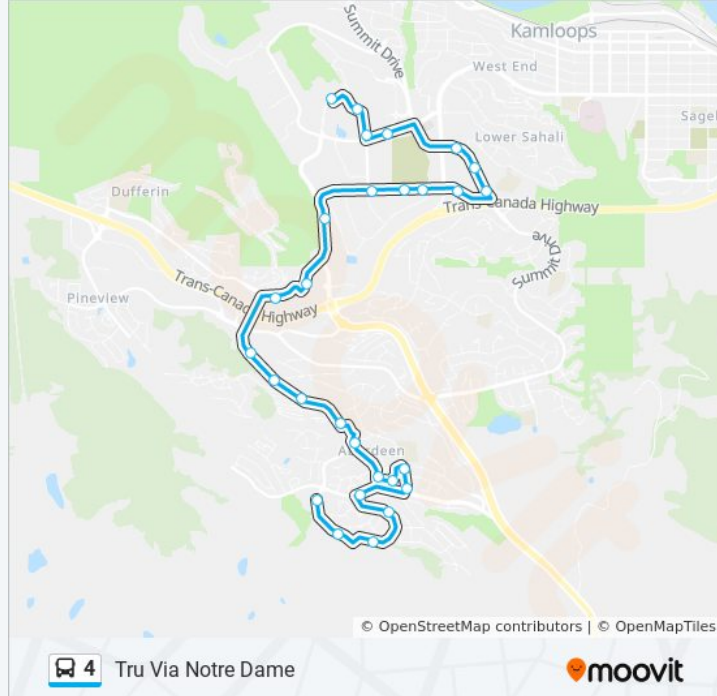 Summit Drive
Kamloops
West End
Lower Sahali
Dufferin
Trans-Canada Highway
Summit Drive
Pineview
Trans-Canada Highway
Aberdeen
© OpenStreetMap contributors | © OpenMapTiles
4 Tru Via Notre Dame
moovit